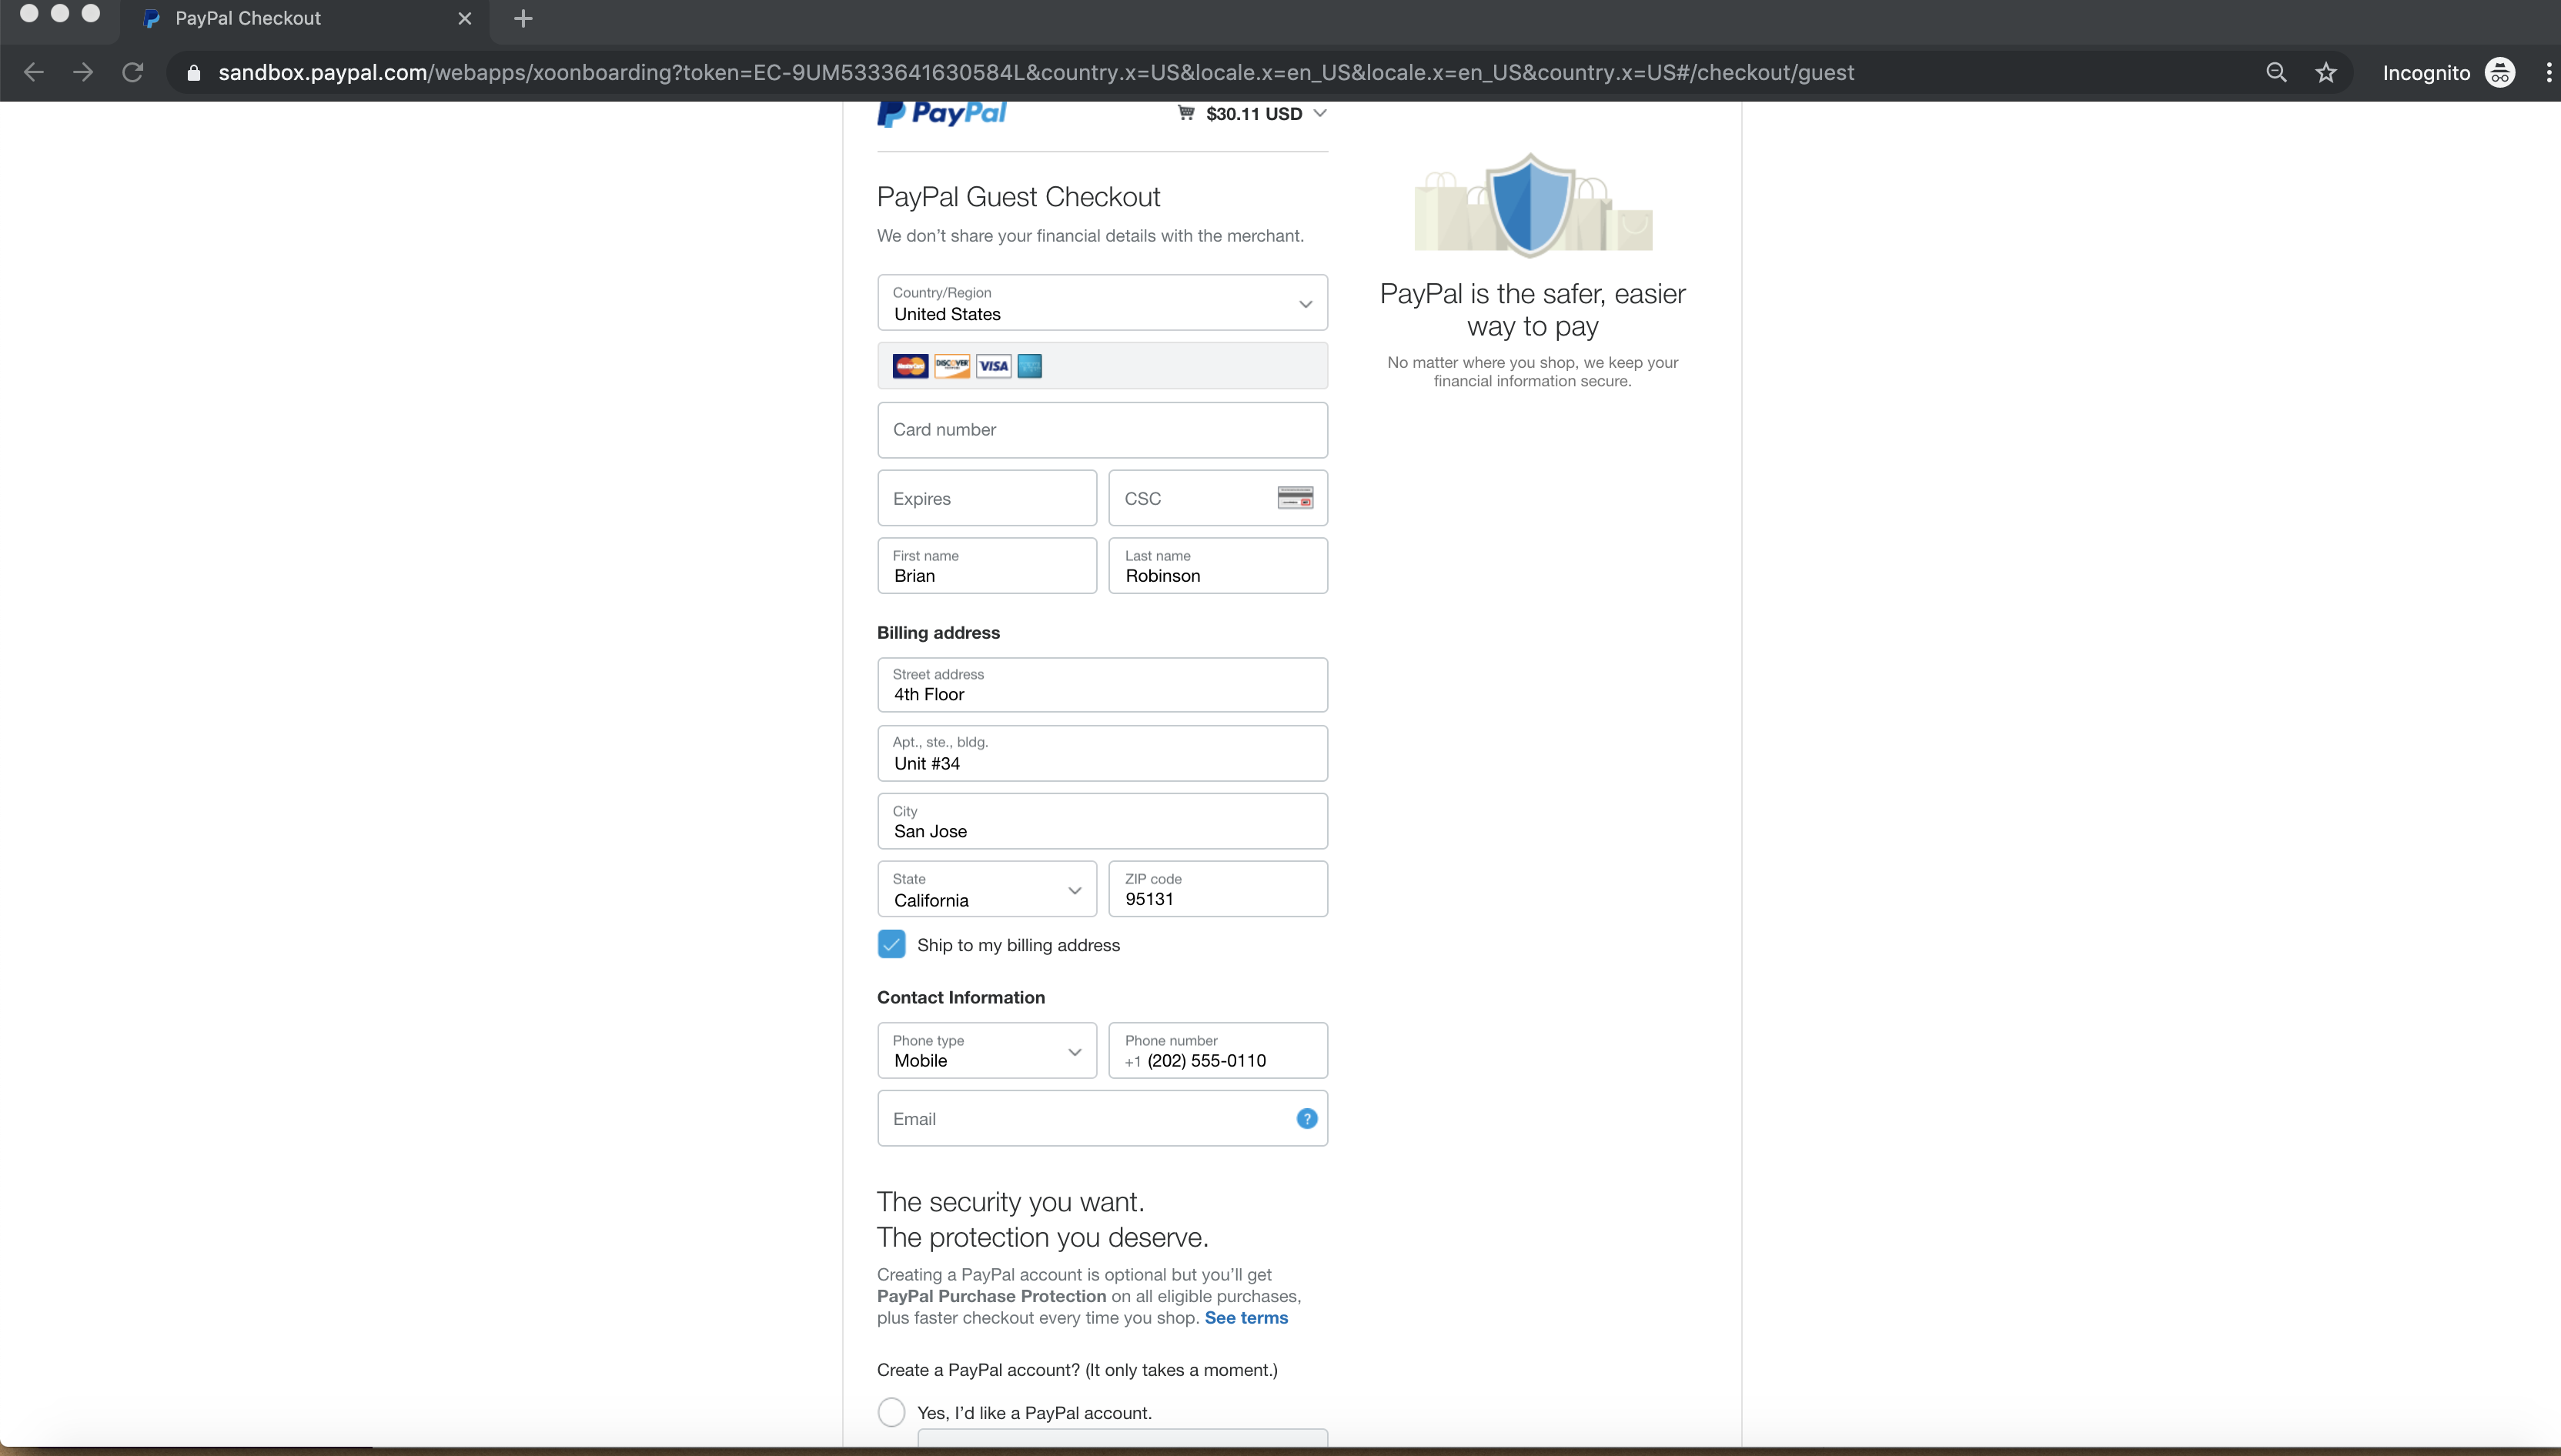 PayPal Checkout
sandbox.paypal.com/webapps/xoonboarding?token=EC-9UM5333641630584L&country.x=US&locale.x=en_US&locale.x=en_US&country.x=US#/checkout/guest
Incognito
PayPal
$30.11 USD
PayPal Guest Checkout
We don’t share your financial details with the merchant.
Country/Region
United States
MasterCard DISCOVER VISA
Card number
Expires
CSC
First name
Brian
Last name
Robinson
Billing address
Street address
4th Floor
Apt., ste., bldg.
Unit #34
City
San Jose
State
California
ZIP code
95131
Ship to my billing address
Contact Information
Phone type
Mobile
Phone number
+1 (202) 555-0110
Email
?
The security you want.
The protection you deserve.
Creating a PayPal account is optional but you’ll get
PayPal Purchase Protection on all eligible purchases,
plus faster checkout every time you shop. See terms
Create a PayPal account? (It only takes a moment.)
Yes, I’d like a PayPal account.
PayPal is the safer, easier
way to pay
No matter where you shop, we keep your
financial information secure.